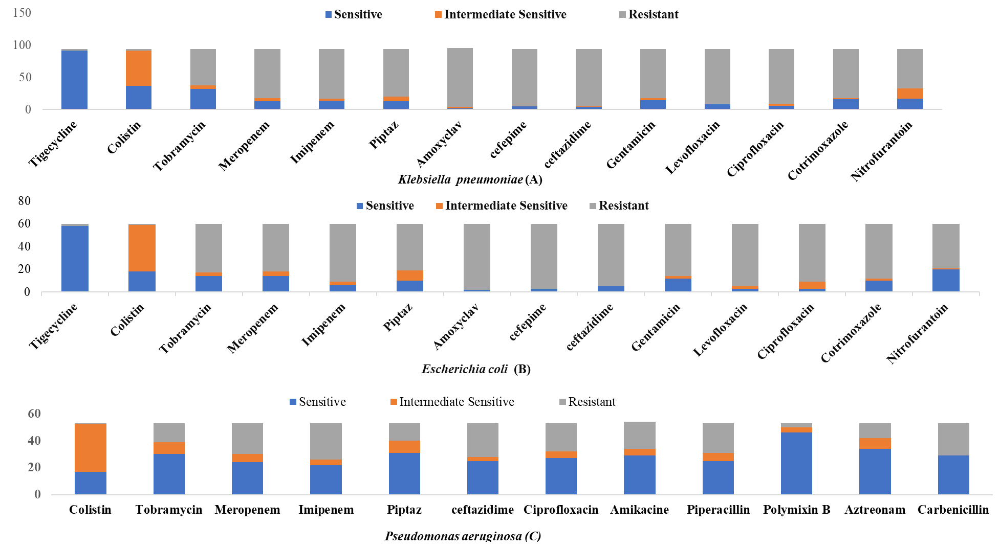 150
Sensitive Intermediate Sensitive Resistant
100
50
0
Tigecycline Colistin Tobramycin Meropenem Imipenem Piptaz Amoxyclav cefepime ceftazidime Gentamicin Levofloxacin Ciprofloxacin Cotrimoxazole Nitrofurantoin
Klebsiella pneumoniae (A)
80
Sensitive Intermediate Sensitive Resistant
60
40
20
0
Tigecycline Colistin Tobramycin Meropenem Imipenem Piptaz Amoxyclav cefepime ceftazidime Gentamicin Levofloxacin Ciprofloxacin Cotrimoxazole Nitrofurantoin
Escherichia coli (B)
Sensitive Intermediate Sensitive Resistant
60
40
20
0
Colistin Tobramycin Meropenem Imipenem Piptaz ceftazidime Ciprofloxacin Amikacine Piperacillin Polymixin B Aztreonam Carbenicillin
Pseudomonas aeruginosa (C)